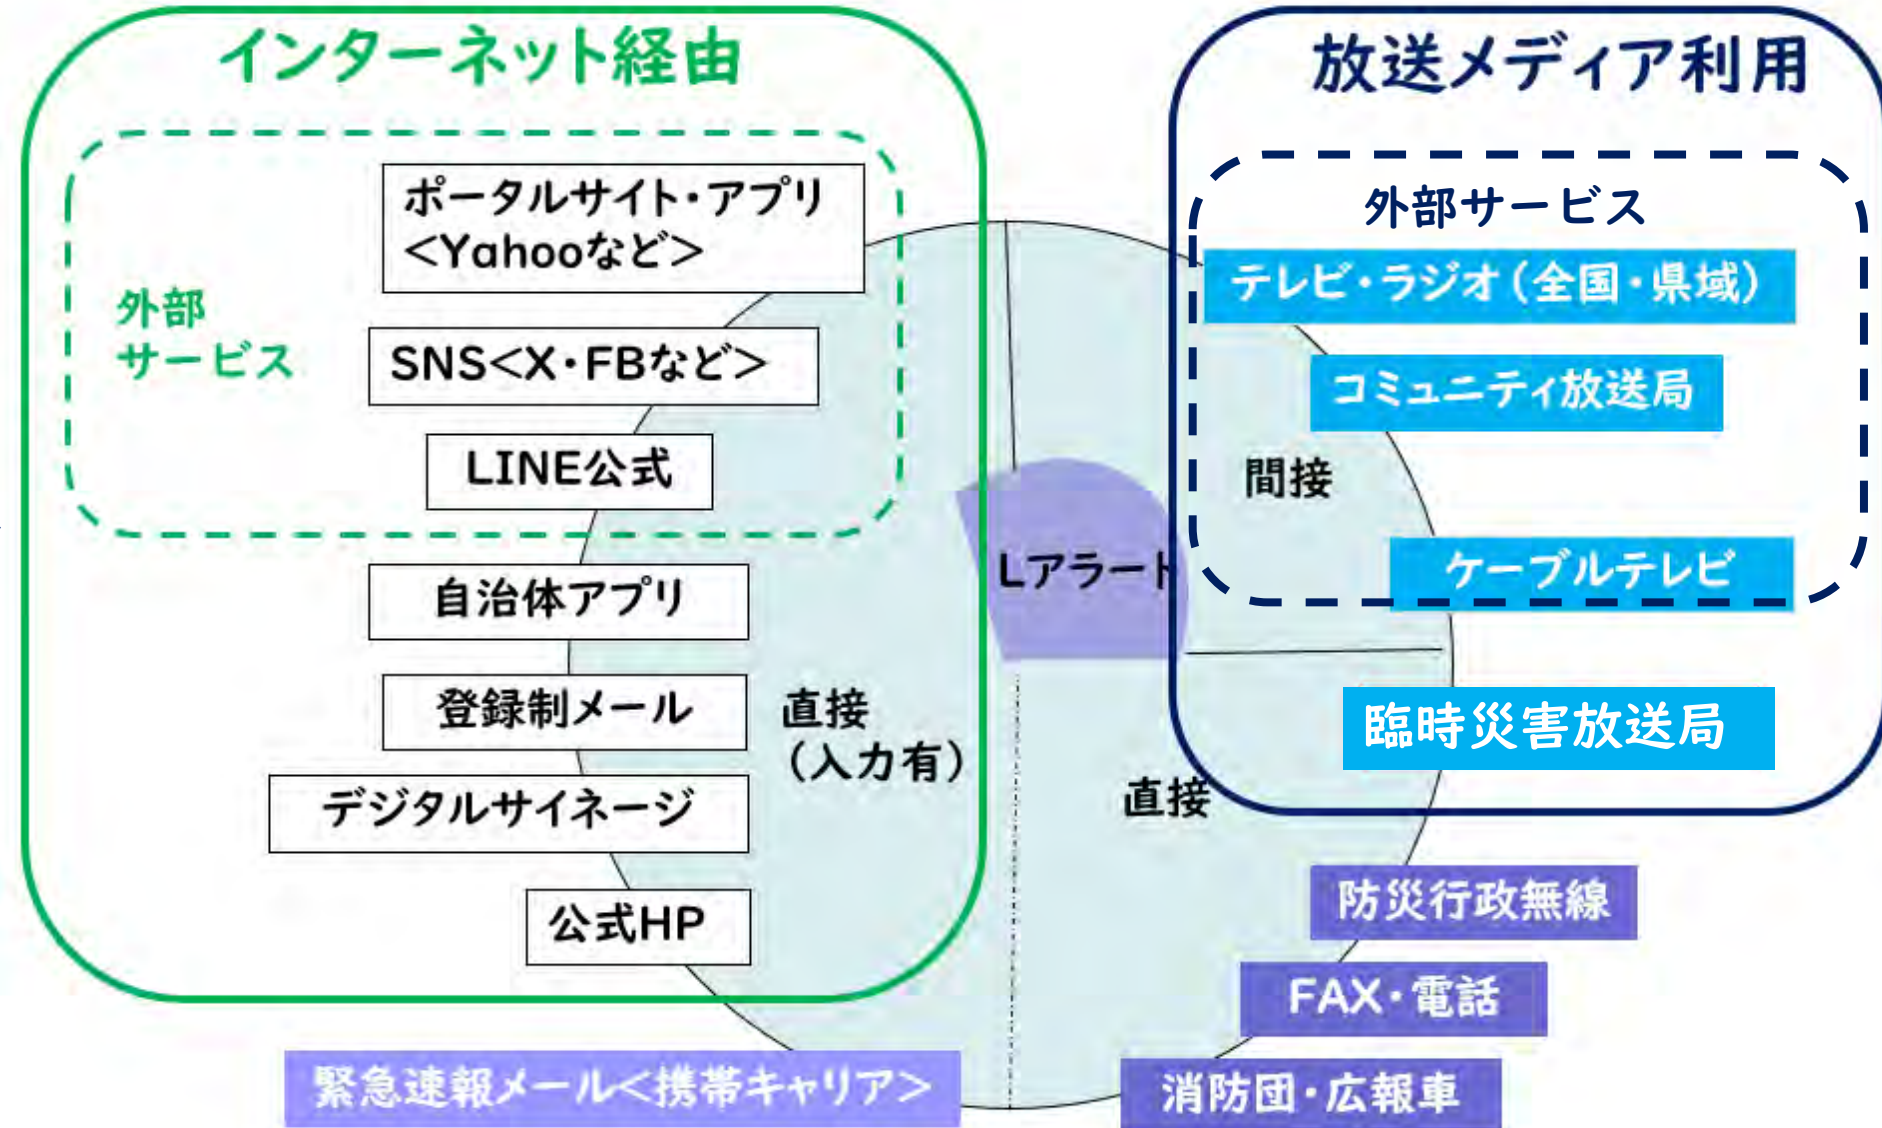 インターネット経由
外部
サービス
ポータルサイト・アプリ
<Yahooなど>
SNS<X・FBなど>
LINE公式
自治体アプリ
登録制メール
デジタルサイネージ
公式HP
直接
(入力有)
緊急速報メール<携帯キャリア>
Lアラート
放送メディア利用
外部サービス
テレビ・ラジオ(全国・県域)
コミュニティ放送局
間接
ケーブルテレビ
臨時災害放送局
直接
防災行政無線
FAX・電話
消防団・広報車